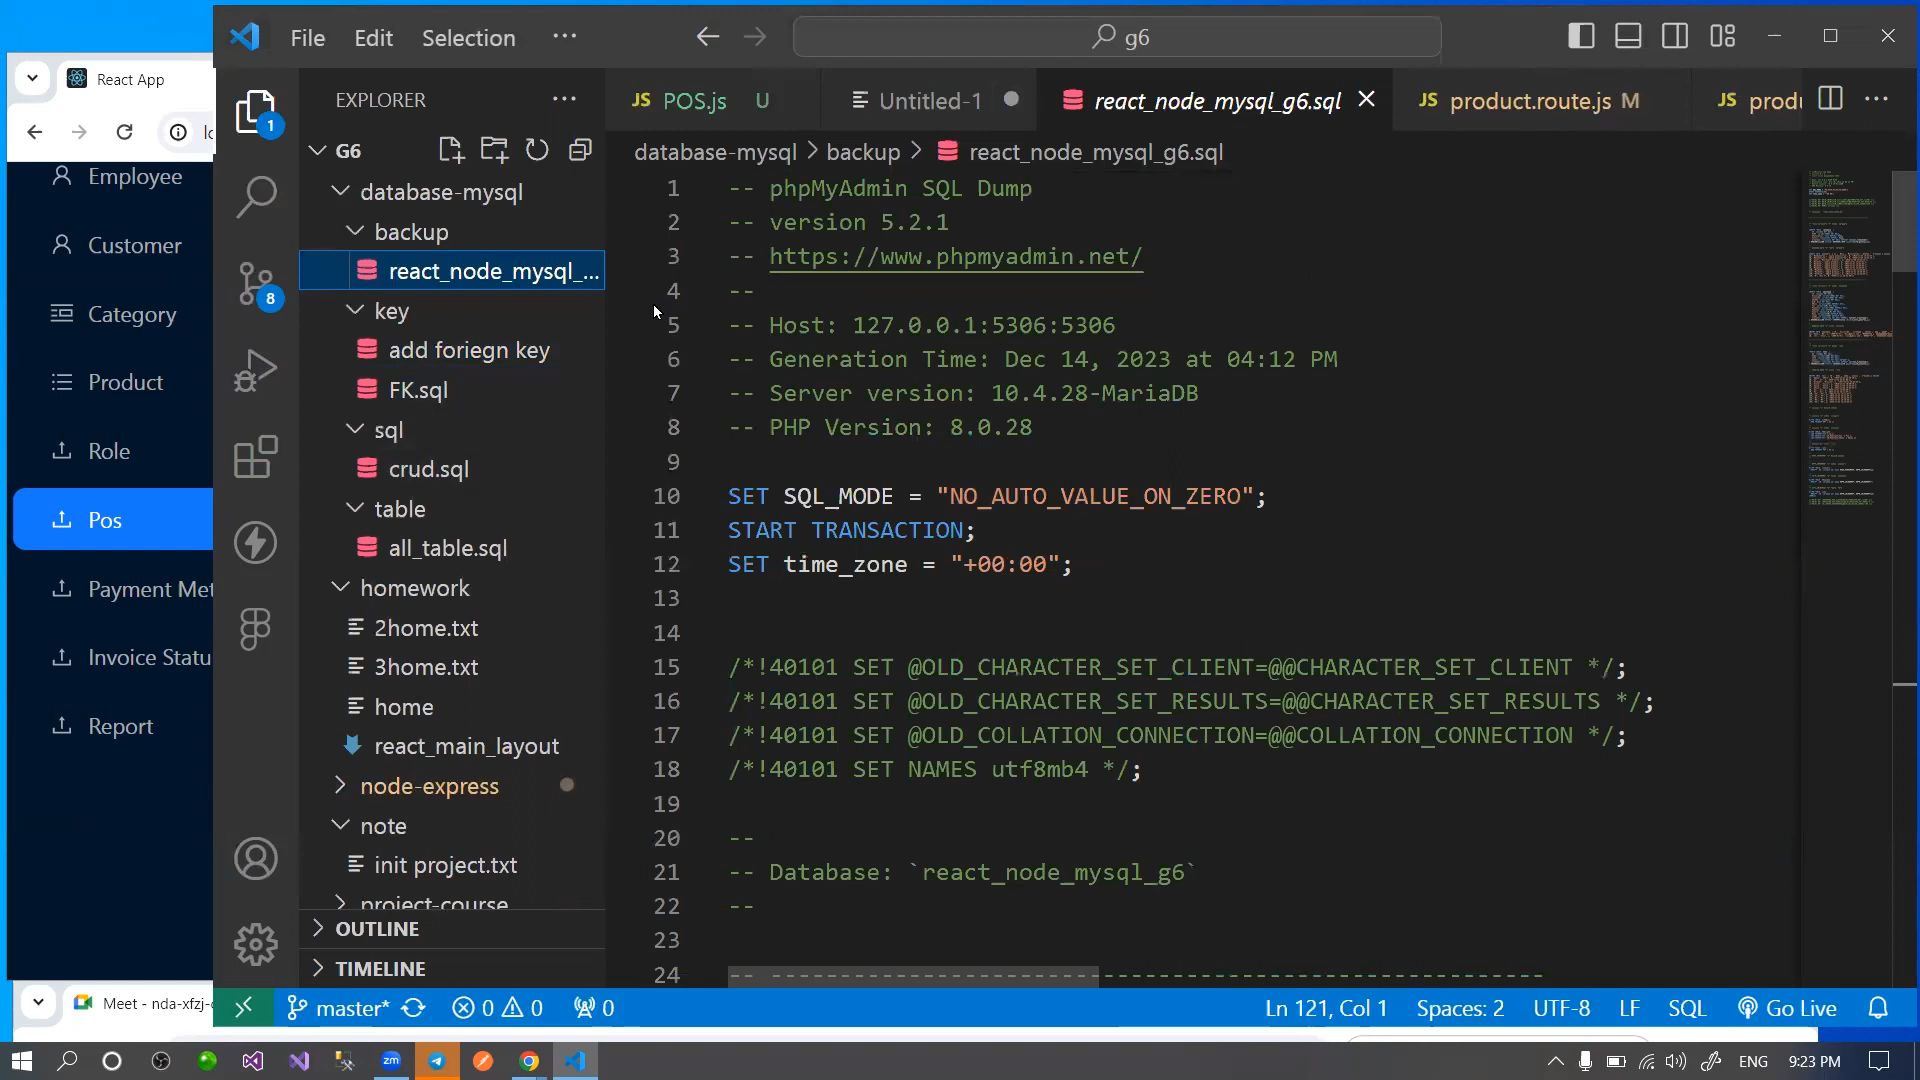 File Edit Selection ···
g6
React App
EXPLORER ···
JS POS.js U
Untitled-1
react_node_mysql_g6.sql
JS product.route.js M
JS
G6
database-mysql > backup > react_node_mysql_g6.sql
database-mysql
backup
react_node_mysql_...
key
add foriegn key
FK.sql
sql
crud.sql
table
all_table.sql
homework
2home.txt
3home.txt
home
react_main_layout
node-express
note
init project.txt
project-course
OUTLINE
TIMELINE
Employee
Customer
Category
Product
Role
Pos
Payment Met
Invoice Statu
Report
1 -- phpMyAdmin SQL Dump
2 -- version 5.2.1
3 -- https://www.phpmyadmin.net/
4 --
5 -- Host: 127.0.0.1:5306:5306
6 -- Generation Time: Dec 14, 2023 at 04:12 PM
7 -- Server version: 10.4.28-MariaDB
8 -- PHP Version: 8.0.28
9
10 SET SQL_MODE = "NO_AUTO_VALUE_ON_ZERO";
11 START TRANSACTION;
12 SET time_zone = "+00:00";
13
14
15 /*!40101 SET @OLD_CHARACTER_SET_CLIENT=@@CHARACTER_SET_CLIENT */;
16 /*!40101 SET @OLD_CHARACTER_SET_RESULTS=@@CHARACTER_SET_RESULTS */;
17 /*!40101 SET @OLD_COLLATION_CONNECTION=@@COLLATION_CONNECTION */;
18 /*!40101 SET NAMES utf8mb4 */;
19
20 --
21 -- Database: `react_node_mysql_g6`
22 --
23
24 -- --------------------------------------------------------
1
8
Meet - nda-xfzj-
master* 0 0 0
Ln 121, Col 1 Spaces: 2 UTF-8 LF SQL Go Live
zm
ENG 9:23 PM